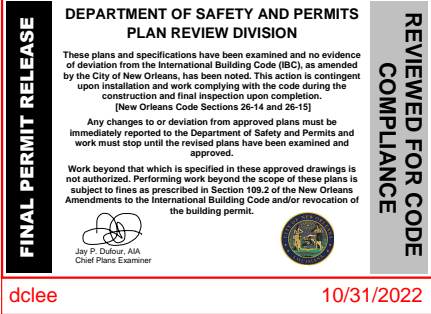 FINAL PERMIT RELEASE
DEPARTMENT OF SAFETY AND PERMITS
PLAN REVIEW DIVISION
These plans and specifications have been examined and no evidence
of deviation from the International Building Code (IBC), as amended
by the City of New Orleans, has been noted. This action is contingent
upon installation and work complying with the code during the
construction and final inspection upon completion.
[New Orleans Code Sections 26-14 and 26-15]
Any changes to or deviation from approved plans must be
immediately reported to the Department of Safety and Permits and
work must stop until the revised plans have been examined and
approved.
Work beyond that which is specified in these approved drawings is
not authorized. Performing work beyond the scope of these plans is
subject to fines as prescribed in Section 109.2 of the New Orleans
Amendments to the International Building Code and/or revocation of
the building permit.
Jay P. Dufour, AIA
Chief Plans Examiner
CITY OF NEW ORLEANS
LOUISIANA
REVIEWED FOR CODE
COMPLIANCE
dclee
10/31/2022